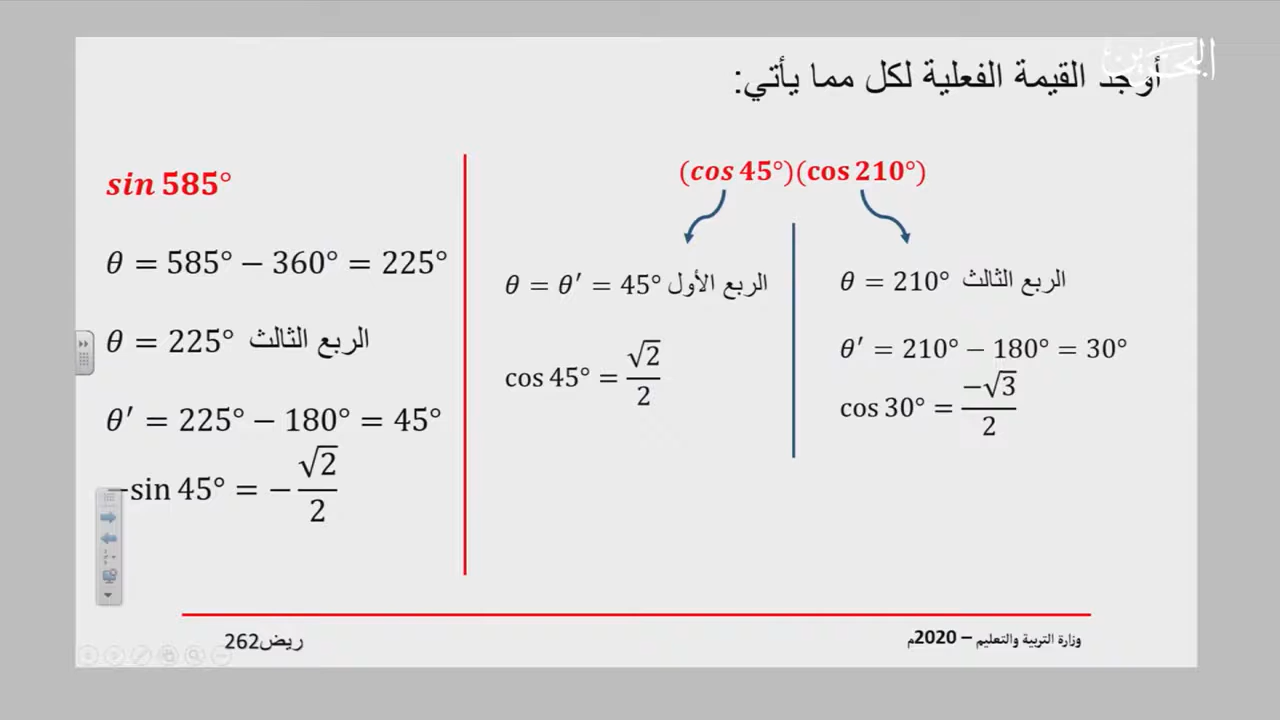 البحرين
أوجد القيمة الفعلية لكل مما يأتي:
(cos 45°)(cos 210°)
θ = 210° الربع الثالث
θ′ = 210° − 180° = 30°
cos 30° = −√3/2
θ = θ′ = 45° الربع الأول
cos 45° = √2/2
sin 585°
θ = 585° − 360° = 225°
θ = 225° الربع الثالث
θ′ = 225° − 180° = 45°
−sin 45° = −√2/2
وزارة التربية والتعليم – 2020م
ريض262